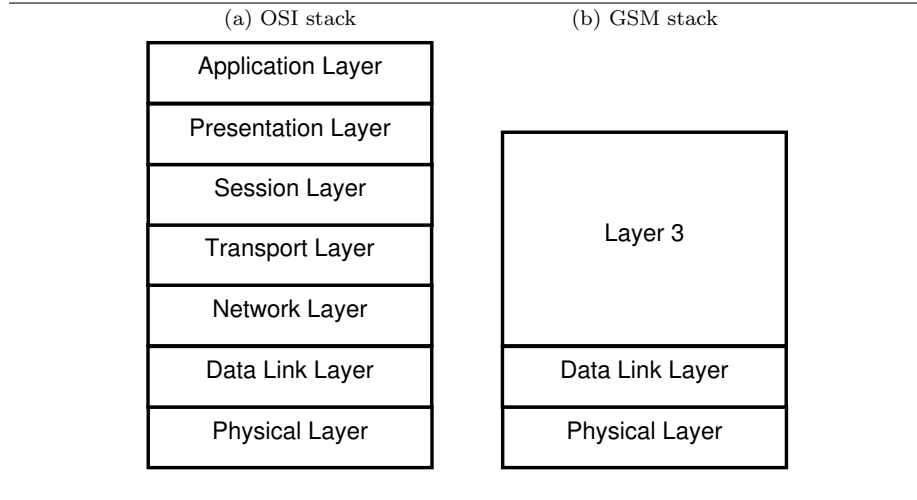 (a) OSI stack
Application Layer
Presentation Layer
Session Layer
Transport Layer
Network Layer
Data Link Layer
Physical Layer
(b) GSM stack
Layer 3
Data Link Layer
Physical Layer